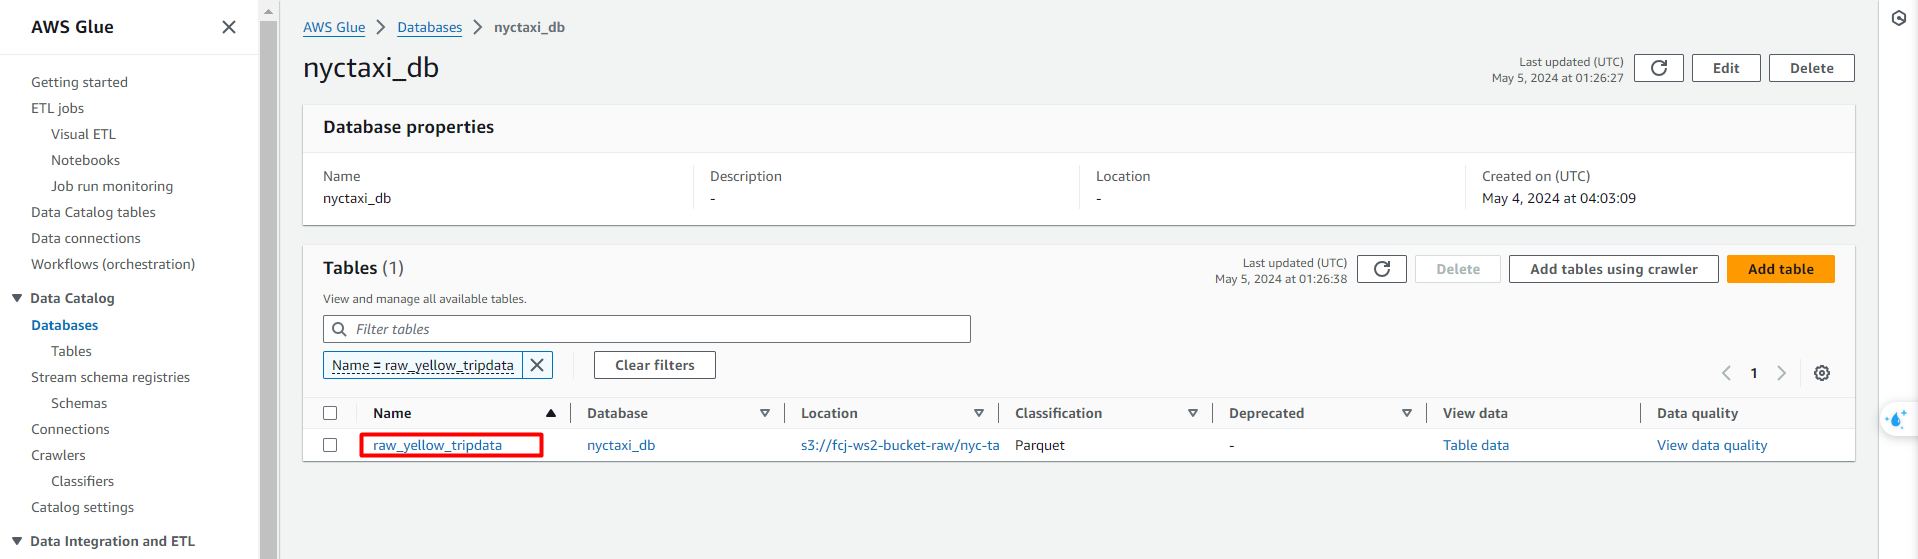 AWS Glue
Getting started
ETL jobs
Visual ETL
Notebooks
Job run monitoring
Data Catalog tables
Data connections
Workflows (orchestration)
Data Catalog
Databases
Tables
Stream schema registries
Schemas
Connections
Crawlers
Classifiers
Catalog settings
Data Integration and ETL
AWS Glue Databases nyctaxi_db
nyctaxi_db
Last updated (UTC)
May 5, 2024 at 01:26:27
Edit Delete
Database properties
Name Description Location Created on (UTC)
nyctaxi_db - - May 4, 2024 at 04:03:09
Tables (1)
View and manage all available tables.
Last updated (UTC)
May 5, 2024 at 01:26:38
Delete Add tables using crawler Add table
Filter tables
Name = raw_yellow_tripdata Clear filters
1
Name Database Location Classification Deprecated View data Data quality
raw_yellow_tripdata nyctaxi_db s3://fcj-ws2-bucket-raw/nyc-ta Parquet - Table data View data quality